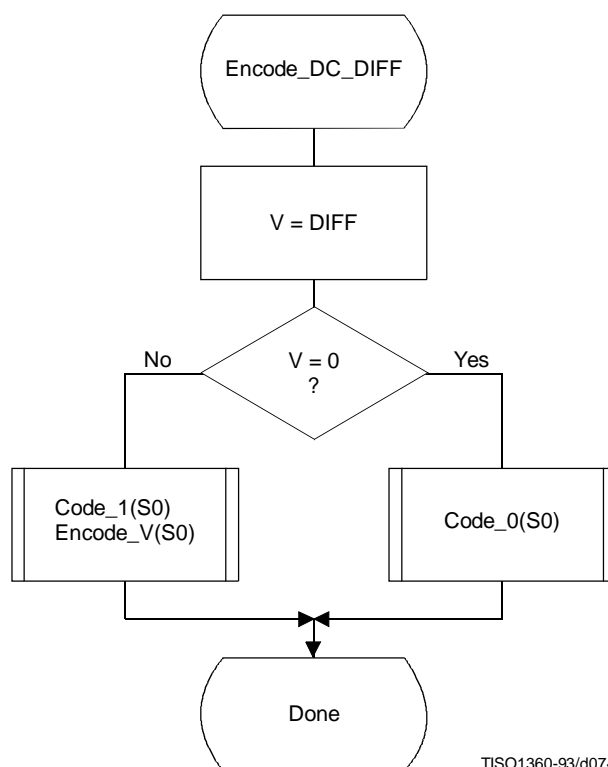 Encode_DC_DIFF
V = DIFF
No
V = 0
?
Yes
Code_1(S0)
Encode_V(S0)
Code_0(S0)
Done